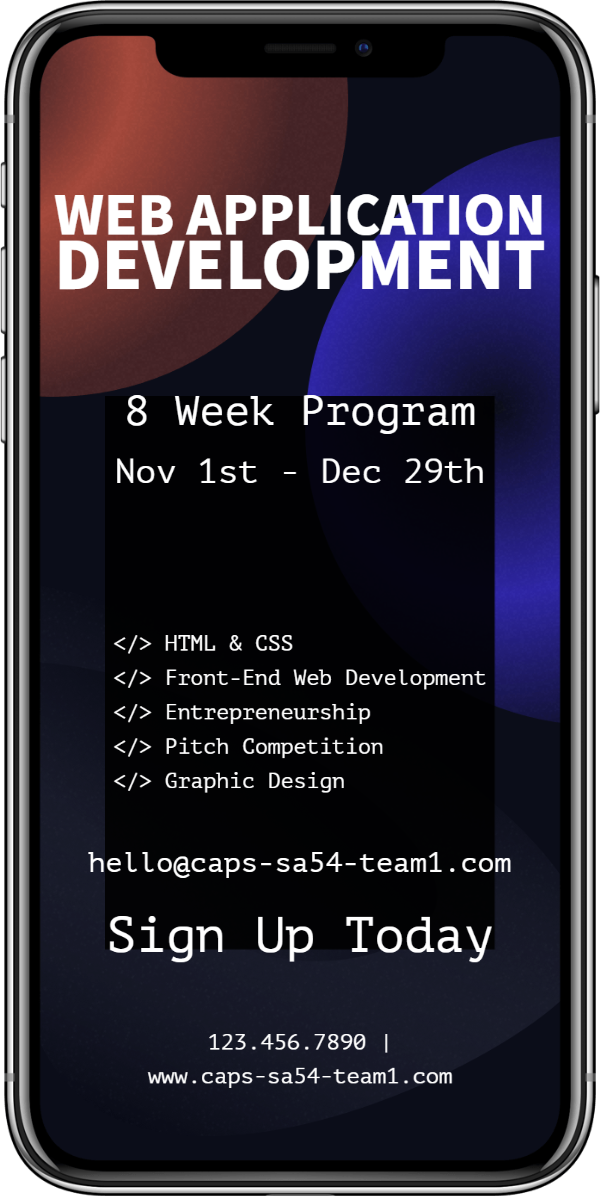 WEB APPLICATION
DEVELOPMENT
8 Week Program
Nov 1st - Dec 29th
</> HTML & CSS
</> Front-End Web Development
</> Entrepreneurship
</> Pitch Competition
</> Graphic Design
hello@caps-sa54-team1.com
Sign Up Today
123.456.7890 |
www.caps-sa54-team1.com